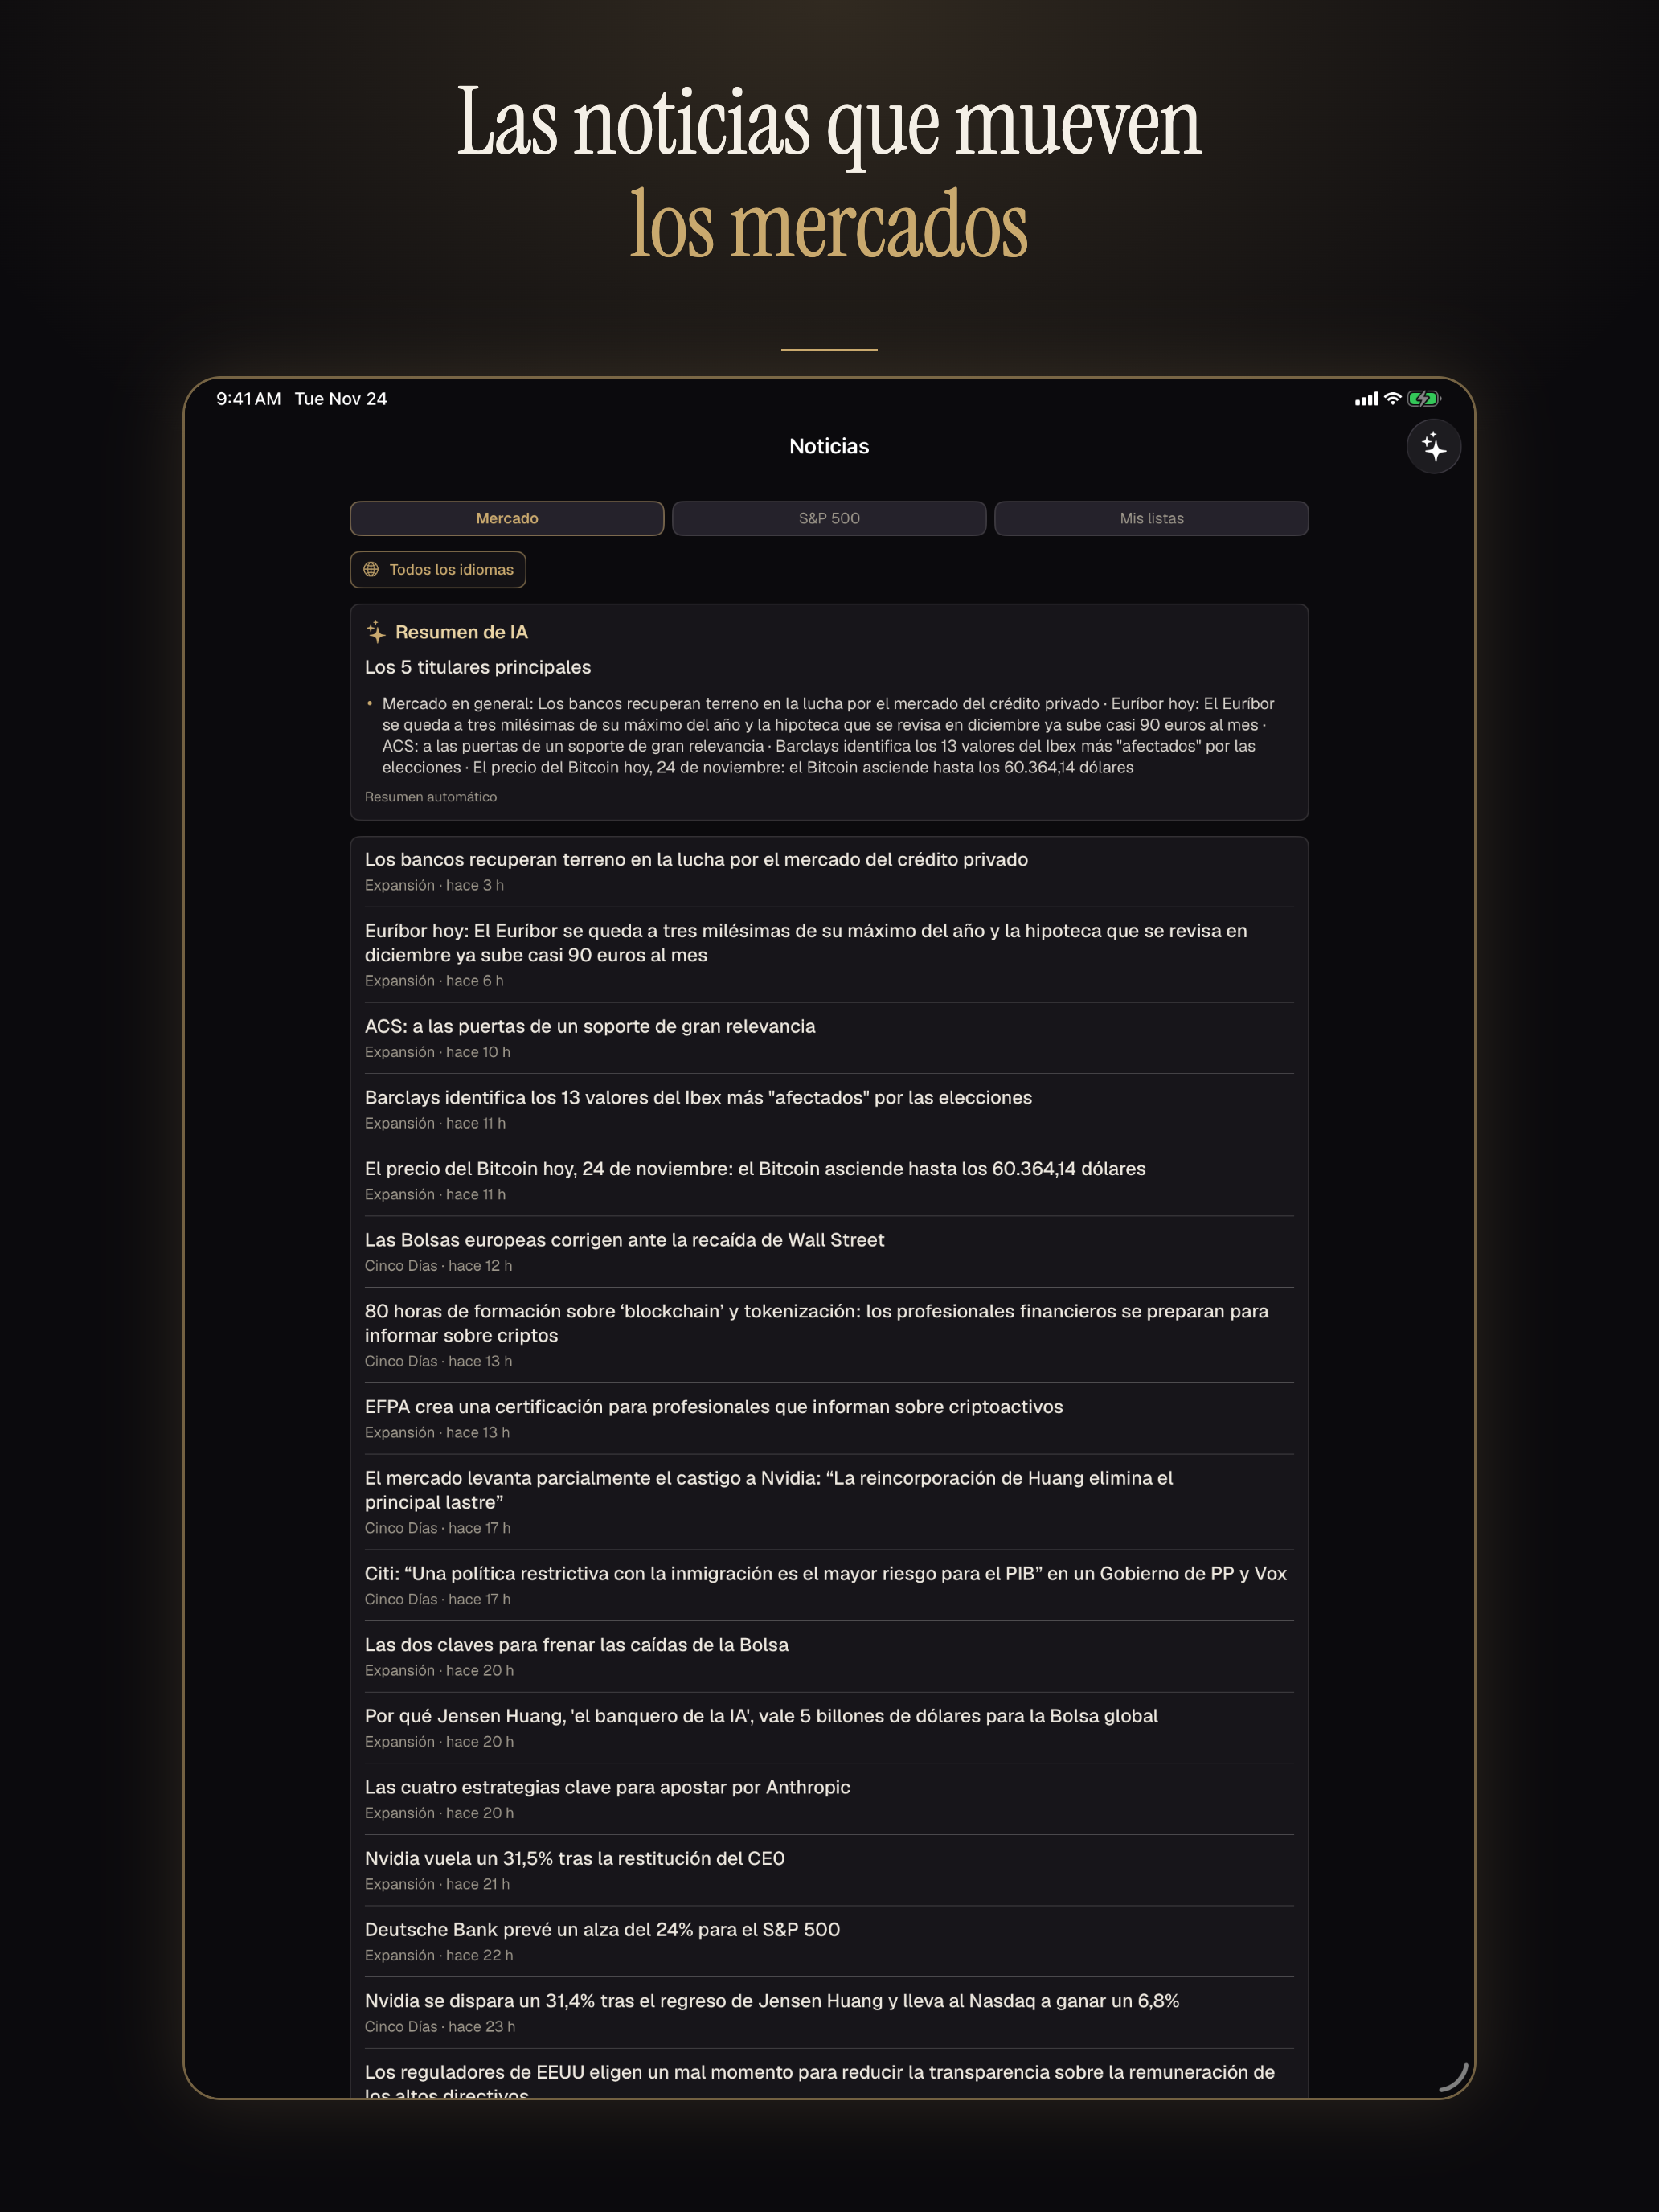 Las noticias que mueven
los mercados
9:41 AM Tue Nov 24
Noticias
Mercado
S&P 500
Mis listas
Todos los idiomas
Resumen de IA
Los 5 titulares principales
• Mercado en general: Los bancos recuperan terreno en la lucha por el mercado del crédito privado · Euríbor hoy: El Euríbor
se queda a tres milésimas de su máximo del año y la hipoteca que se revisa en diciembre ya sube casi 90 euros al mes ·
ACS: a las puertas de un soporte de gran relevancia · Barclays identifica los 13 valores del Ibex más "afectados" por las
elecciones · El precio del Bitcoin hoy, 24 de noviembre: el Bitcoin asciende hasta los 60.364,14 dólares
Resumen automático
Los bancos recuperan terreno en la lucha por el mercado del crédito privado
Expansión · hace 3 h
Euríbor hoy: El Euríbor se queda a tres milésimas de su máximo del año y la hipoteca que se revisa en
diciembre ya sube casi 90 euros al mes
Expansión · hace 6 h
ACS: a las puertas de un soporte de gran relevancia
Expansión · hace 10 h
Barclays identifica los 13 valores del Ibex más "afectados" por las elecciones
Expansión · hace 11 h
El precio del Bitcoin hoy, 24 de noviembre: el Bitcoin asciende hasta los 60.364,14 dólares
Expansión · hace 11 h
Las Bolsas europeas corrigen ante la recaída de Wall Street
Cinco Días · hace 12 h
80 horas de formación sobre ‘blockchain’ y tokenización: los profesionales financieros se preparan para
informar sobre criptos
Cinco Días · hace 13 h
EFPA crea una certificación para profesionales que informan sobre criptoactivos
Expansión · hace 13 h
El mercado levanta parcialmente el castigo a Nvidia: “La reincorporación de Huang elimina el
principal lastre”
Cinco Días · hace 17 h
Citi: “Una política restrictiva con la inmigración es el mayor riesgo para el PIB” en un Gobierno de PP y Vox
Cinco Días · hace 17 h
Las dos claves para frenar las caídas de la Bolsa
Expansión · hace 20 h
Por qué Jensen Huang, 'el banquero de la IA', vale 5 billones de dólares para la Bolsa global
Expansión · hace 20 h
Las cuatro estrategias clave para apostar por Anthropic
Expansión · hace 20 h
Nvidia vuela un 31,5% tras la restitución del CE0
Expansión · hace 21 h
Deutsche Bank prevé un alza del 24% para el S&P 500
Expansión · hace 22 h
Nvidia se dispara un 31,4% tras el regreso de Jensen Huang y lleva al Nasdaq a ganar un 6,8%
Cinco Días · hace 23 h
Los reguladores de EEUU eligen un mal momento para reducir la transparencia sobre la remuneración de
los altos directivos